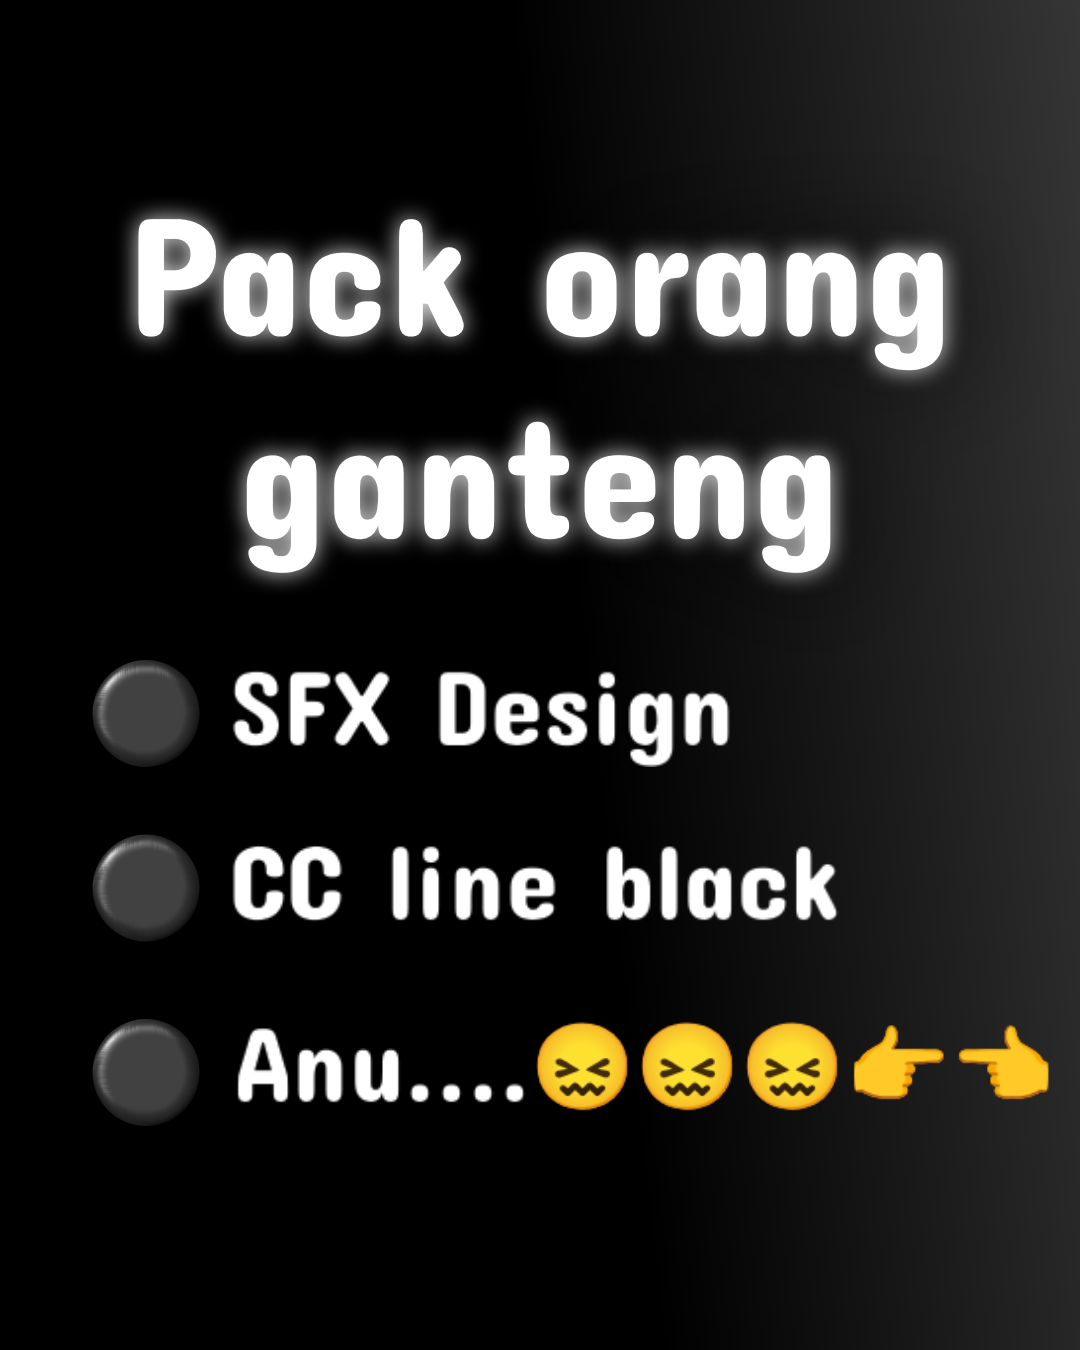 Pack orang
ganteng
SFX Design
CC line black
Anu....😖😖😖👉👈